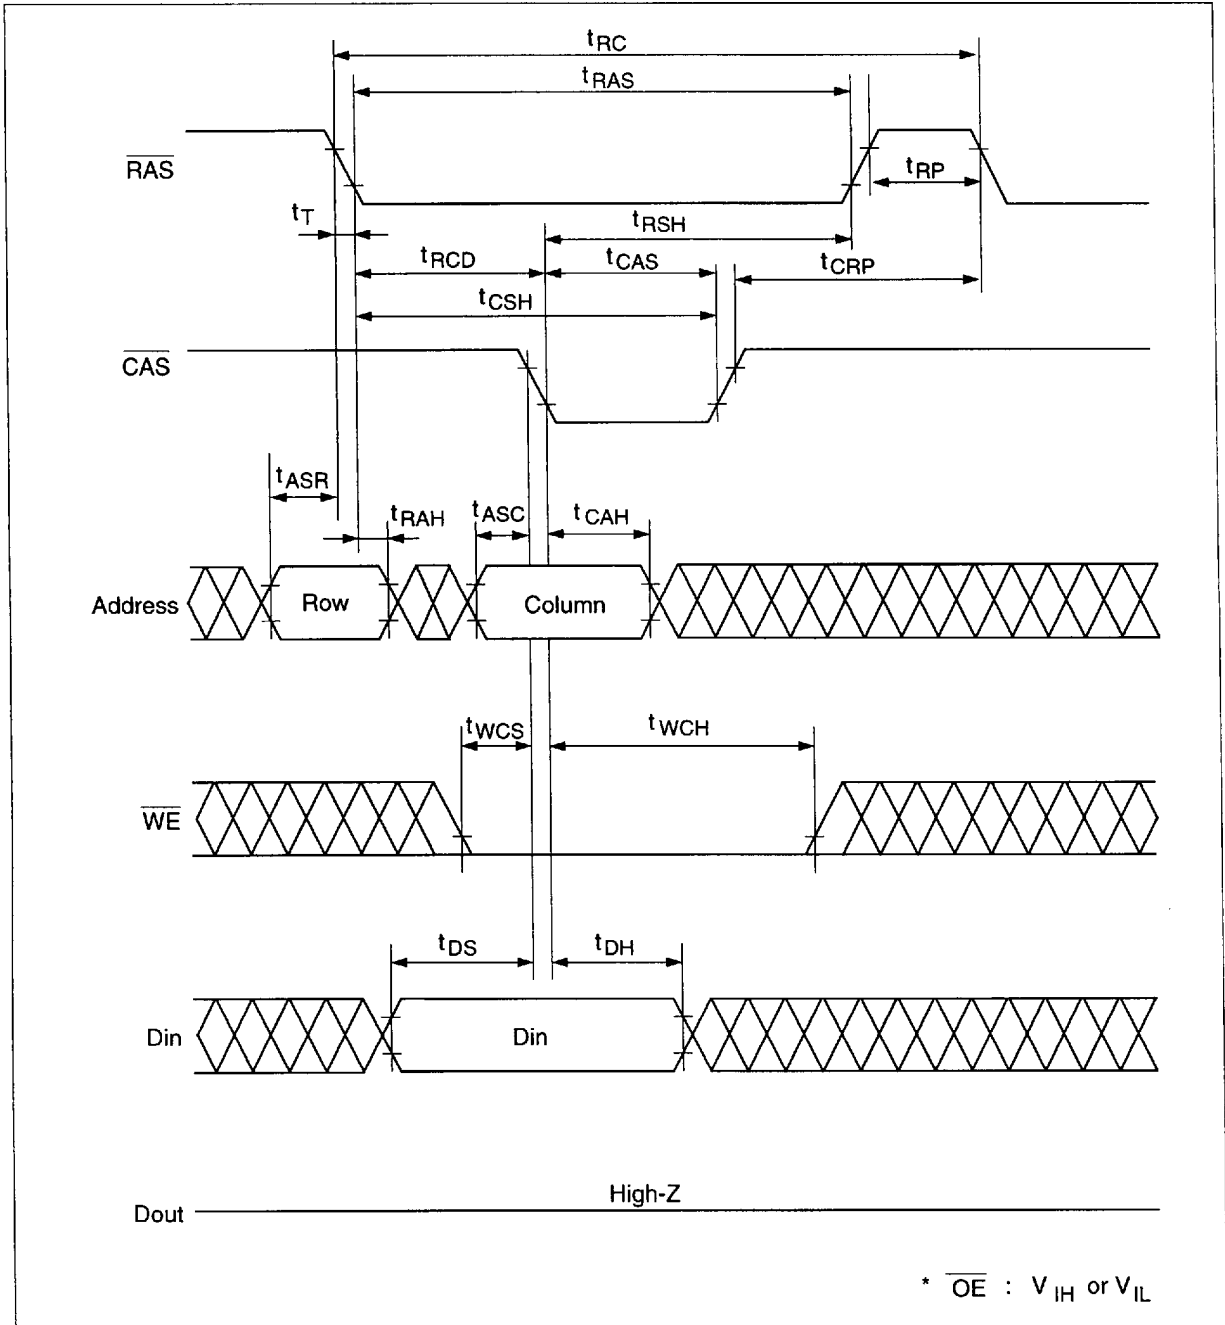 tRC
tRAS
RAS
tRP
tT
tRSH
tRCD
tCAS
tCRP
tCSH
CAS
tASR
tRAH
tASC
tCAH
Address
Row
Column
tWCS
tWCH
WE
tDS
tDH
Din
Din
High-Z
Dout
* OE : VIH or VIL